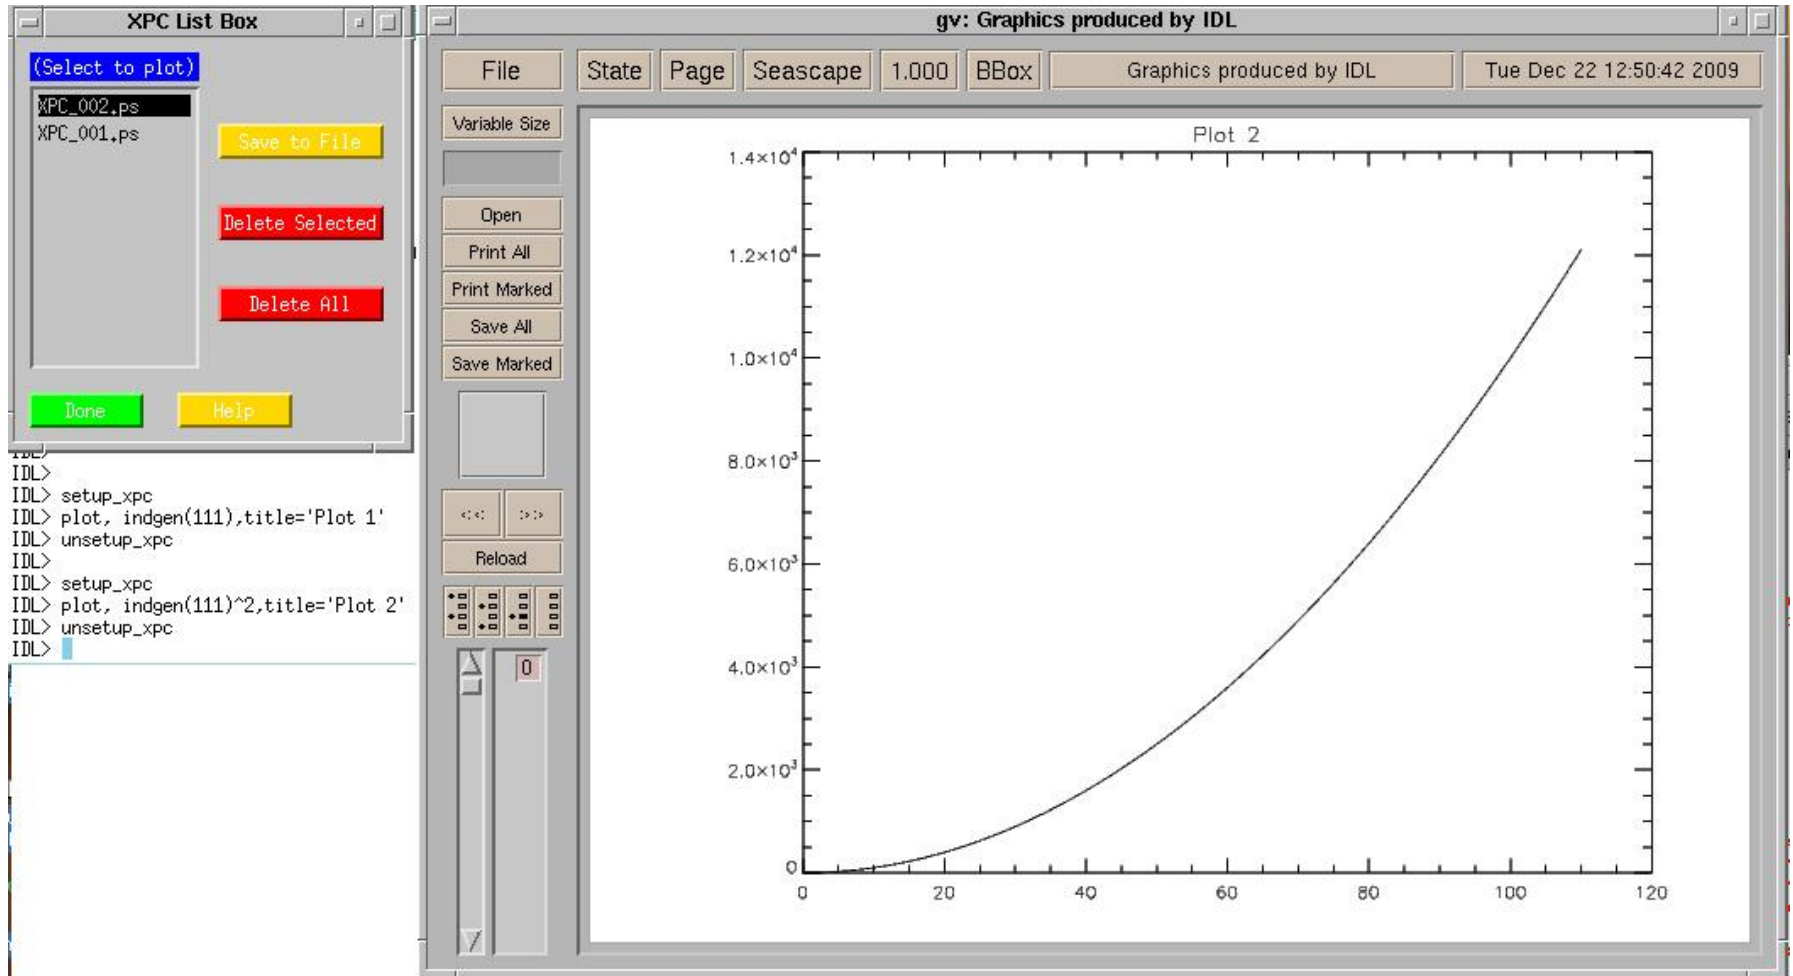 XPC List Box
(Select to plot)
XPC_002.ps
XPC_001.ps
Save to File
Delete Selected
Delete All
Done
Help
IDL>
IDL>
IDL> setup_xpc
IDL> plot, indgen(111),title='Plot 1'
IDL> unsetup_xpc
IDL>
IDL> setup_xpc
IDL> plot, indgen(111)^2,title='Plot 2'
IDL> unsetup_xpc
IDL>
gv: Graphics produced by IDL
File State Page Seascape 1.000 BBox Graphics produced by IDL Tue Dec 22 12:50:42 2009
Variable Size
Open
Print All
Print Marked
Save All
Save Marked
<< >>
Reload
0
Plot 2
1.4×10⁴
1.2×10⁴
1.0×10⁴
8.0×10³
6.0×10³
4.0×10³
2.0×10³
0
0 20 40 60 80 100 120